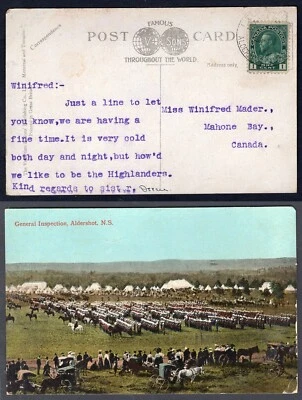 FAMOUS
POST CARD
THROUGHOUT THE WORLD.
Correspondence
Winifred:-
Just a line to let
you know,we are having a
fine time.It is very cold
both day and night,but how'd
we like to be the Highlanders.
Kind regards to sister,
Miss Winifred Mader.,
Mahone Bay.,
Canada.
General Inspection, Aldershot, N.S.